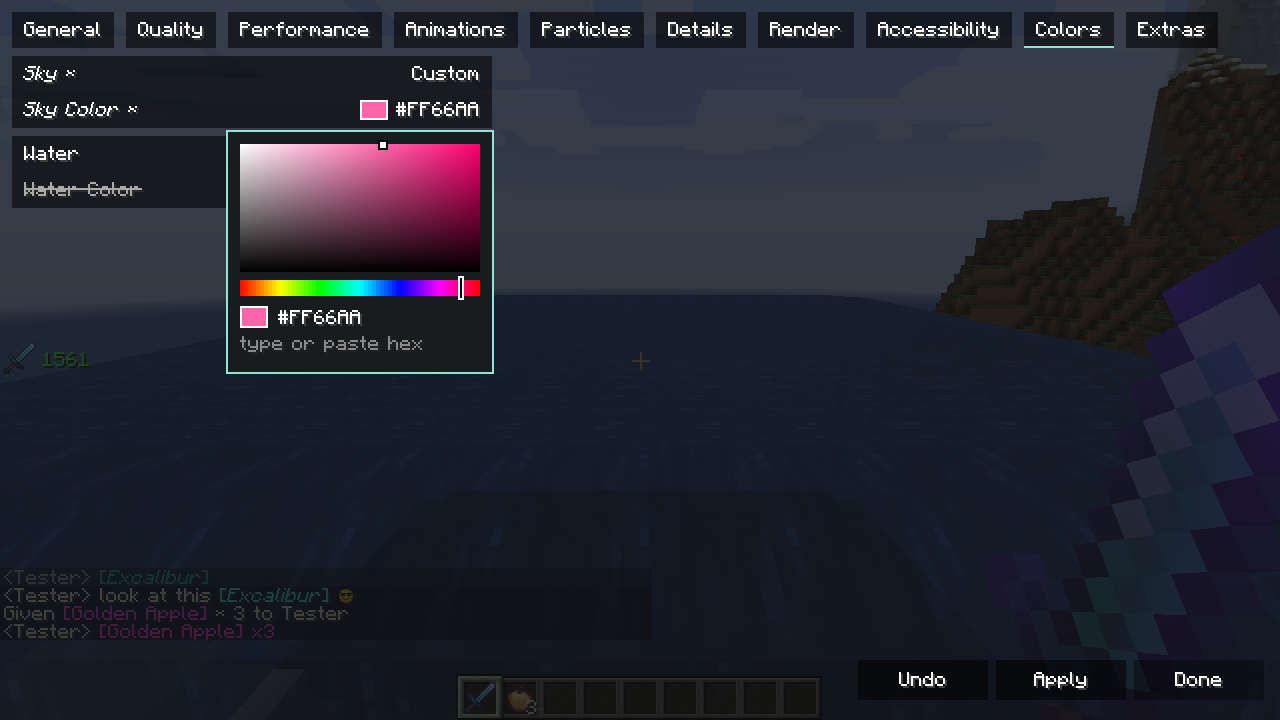 General Quality Performance Animations Particles Details Render Accessibility Colors Extras
Sky × Custom
Sky Color × #FF66AA
Water
Water Color
#FF66AA
type or paste hex
1561
<Tester> [Excalibur]
<Tester> look at this [Excalibur] 😎
Given [Golden Apple] × 3 to Tester
<Tester> [Golden Apple] x3
Undo Apply Done
3